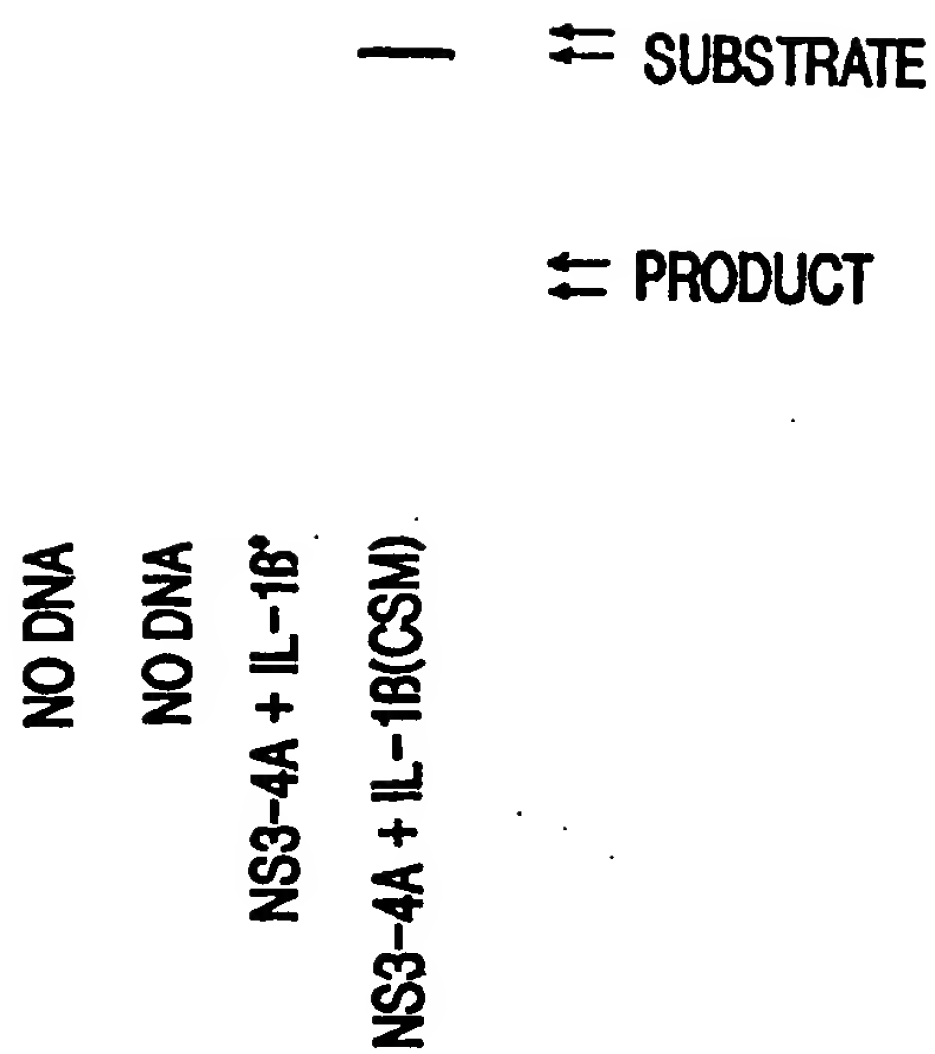 SUBSTRATE
PRODUCT
NO DNA
NO DNA
NS3-4A + IL-1B*
NS3-4A + IL-1B(CSM)